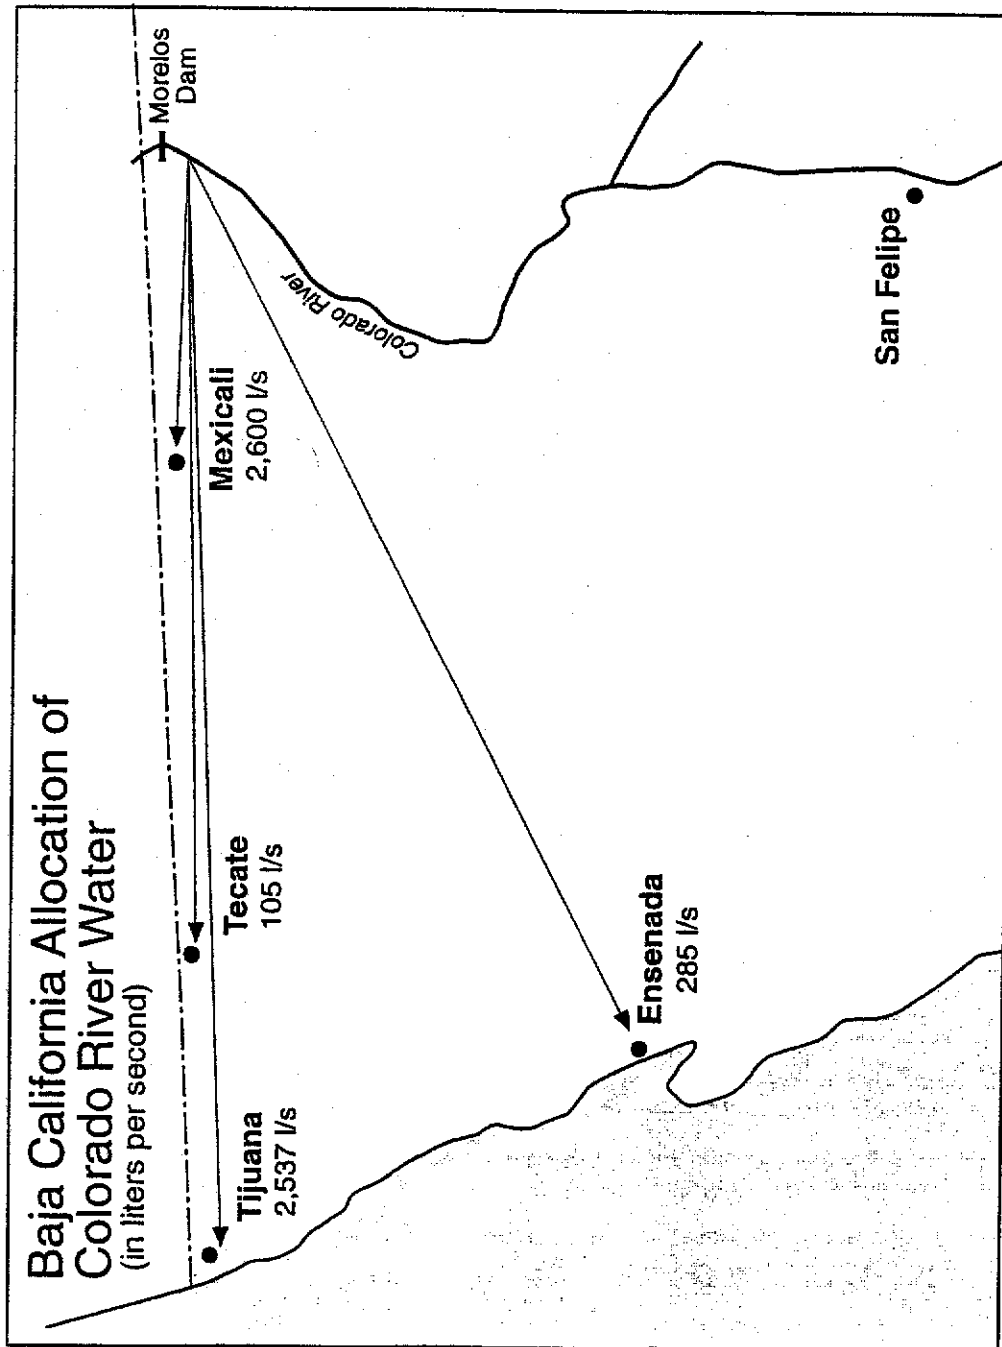 Baja California Allocation of
Colorado River Water
(in liters per second)
Morelos
Dam
Tijuana
2,537 l/s
Tecate
105 l/s
Mexicali
2,600 l/s
Colorado River
Ensenada
285 l/s
San Felipe